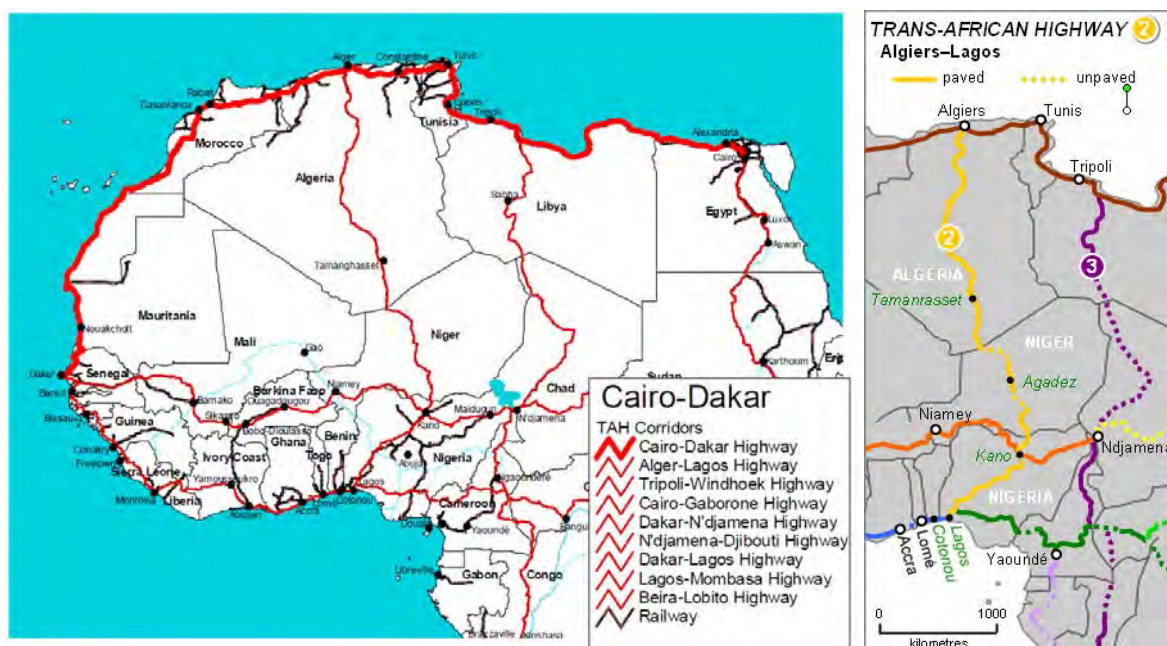 Alger
Constantine
Tunis
Rabat
Casablanca
Gabes
Tripoli
Tunisia
Morocco
Alexandria
Cairo
Algeria
Sabha
Libya
Egypt
Luxor
Aswan
Tamanghasset
Mauritania
Nouakchott
Mali
Niger
Gao
Karthoum
Chad
Sudan
Dakar
Senegal
Banjul
Niamey
Burkina Faso
Ouagadougou
Bamako
Sikasso
Bobo-Dioulasso
Bissau
Guinea
Maiduguri
N'djamena
Kano
Benin
Ghana
Togo
Nigeria
Abuja
Conakry
Freetown
Sierra Leone
Ivory Coast
Yamoussoukro
Lagos
Monrovia
Liberia
Abidjan
Accra
Lome
Cotonou
Ngaoundere
Cameroon
Douala
Yaoundé
Bangui
Libreville
Gabon
Congo
Brazzaville
Kinshasa
Cairo-Dakar
TAH Corridors
Cairo-Dakar Highway
Alger-Lagos Highway
Tripoli-Windhoek Highway
Cairo-Gaborone Highway
Dakar-N'djamena Highway
N'djamena-Djibouti Highway
Dakar-Lagos Highway
Lagos-Mombasa Highway
Beira-Lobito Highway
Railway
TRANS-AFRICAN HIGHWAY 2
Algiers–Lagos
paved
unpaved
Algiers
Tunis
Tripoli
2
3
ALGERIA
Tamanrasset
NIGER
Agadez
Niamey
Ndjamena
Kano
NIGERIA
Accra
Lomé
Cotonou
Lagos
Yaoundé
0 1000
kilometres